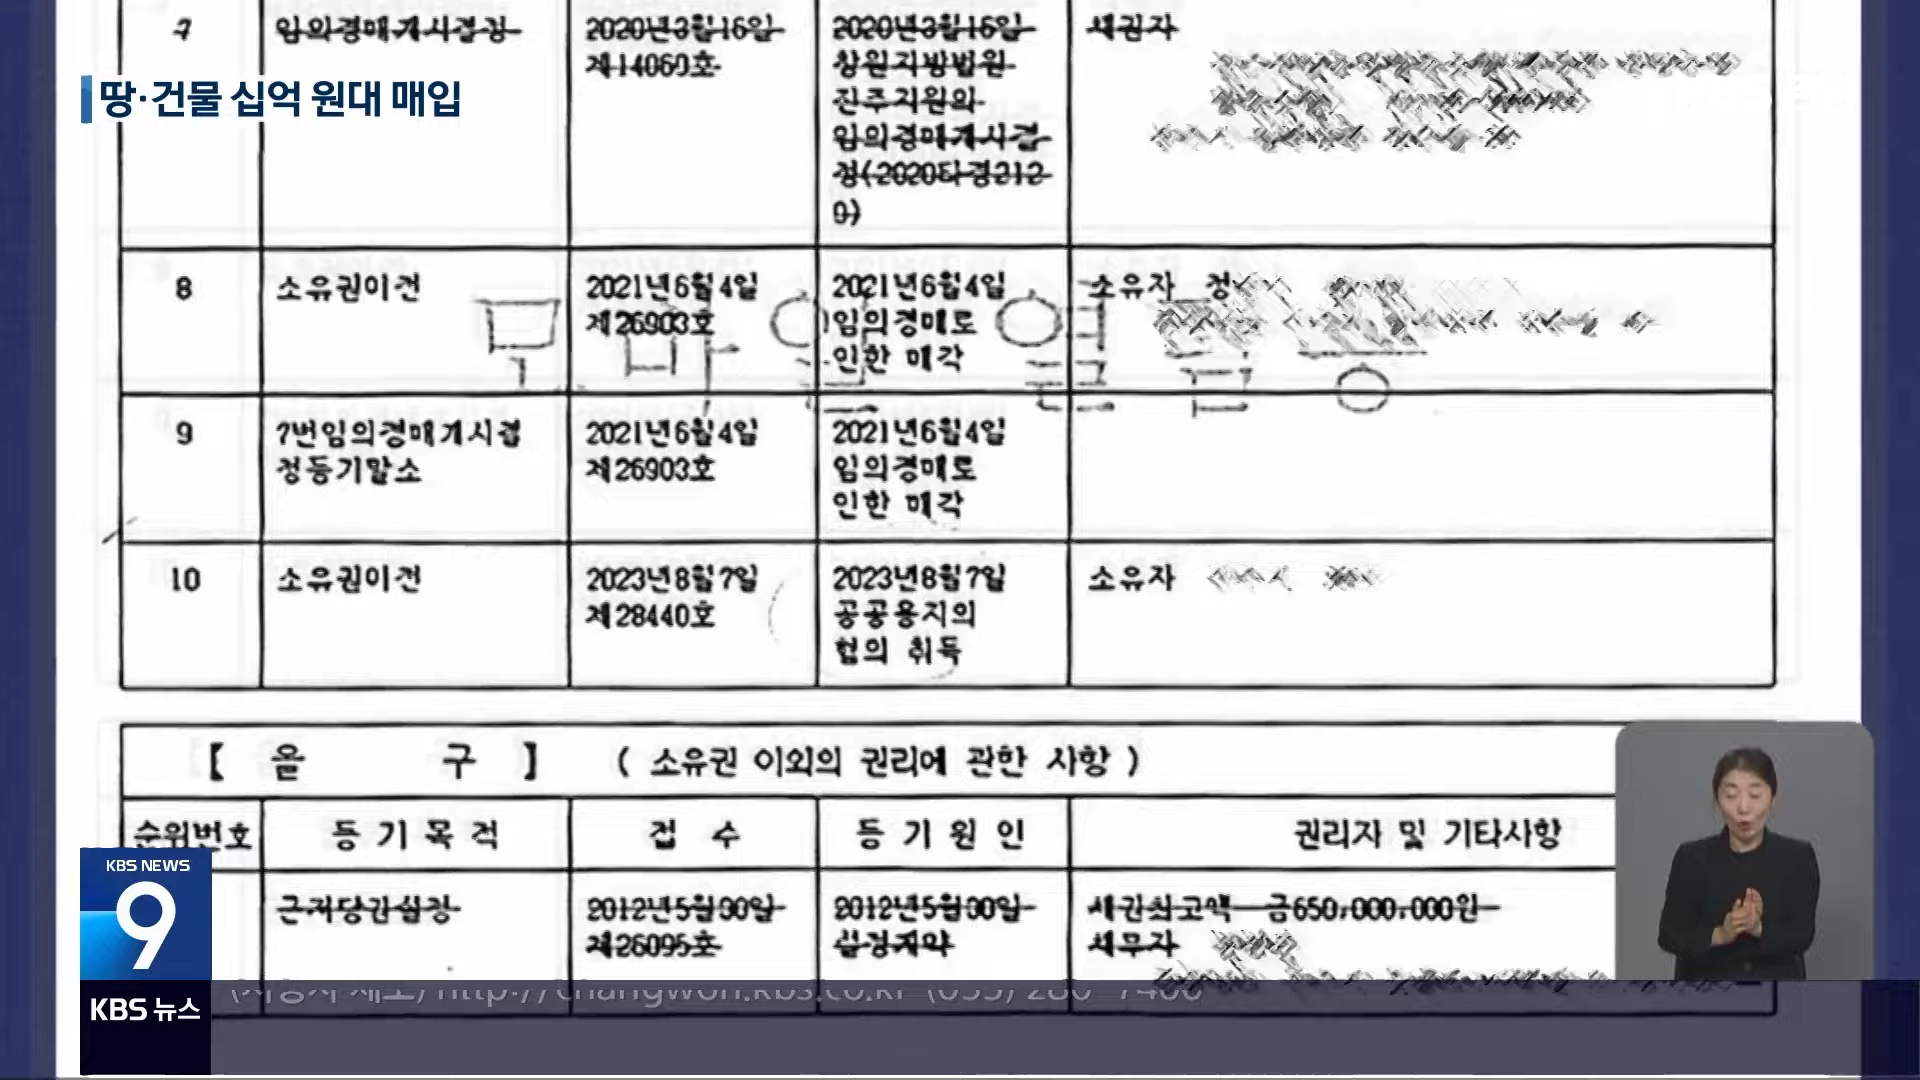 땅·건물 십억 원대 매입
7 임의경매개시결정 2020년3월16일 2020년3월16일 채권자
제14060호 창원지방법원
진주지원의
임의경매개시결
정(2020타경212
9)
8 소유권이전 2021년6월4일 2021년6월4일 소유자 정
제26903호 임의경매로
인한 매각
9 7번임의경매개시결 2021년6월4일 2021년6월4일
정등기말소 제26903호 임의경매로
인한 매각
10 소유권이전 2023년8월7일 2023년8월7일 소유자
제28440호 공공용지의
협의 취득
【 을 구 】 ( 소유권 이외의 권리에 관한 사항 )
순위번호 등 기 목 적 접 수 등 기 원 인 권리자 및 기타사항
근저당권설정 2012년5월30일 2012년5월30일 채권최고액 금650,000,000원
제26095호 설정계약 채무자
KBS NEWS
9
KBS 뉴스
http://changwon.kbs.co.kr (055) 280-7400